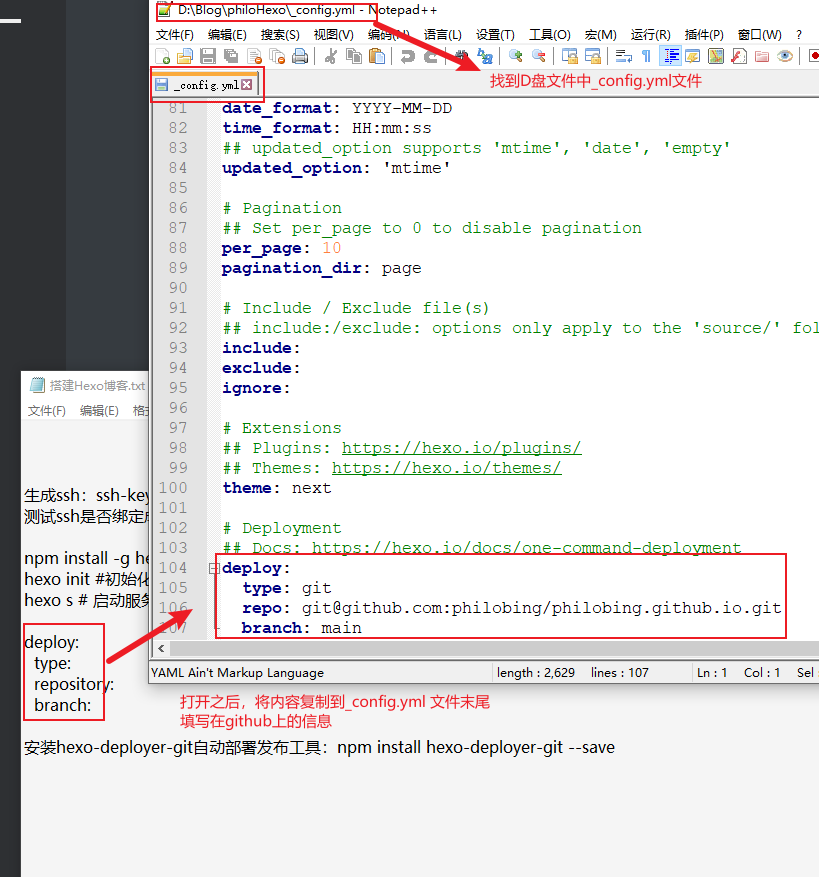 D:\Blog\philoHexo\_config.yml - Notepad++
文件(F) 编辑(E) 搜索(S) 视图(V) 编码(N) 语言(L) 设置(T) 工具(O) 宏(M) 运行(R) 插件(P) 窗口(W) ?
找到D盘文件中_config.yml文件
_config.yml
81 date_format: YYYY-MM-DD
82 time_format: HH:mm:ss
83 ## updated_option supports 'mtime', 'date', 'empty'
84 updated_option: 'mtime'
85
86 # Pagination
87 ## Set per_page to 0 to disable pagination
88 per_page: 10
89 pagination_dir: page
90
91 # Include / Exclude file(s)
92 ## include:/exclude: options only apply to the 'source/' fol
93 include:
94 exclude:
95 ignore:
96
97 # Extensions
98 ## Plugins: https://hexo.io/plugins/
99 ## Themes: https://hexo.io/themes/
100 theme: next
101
102 # Deployment
103 ## Docs: https://hexo.io/docs/one-command-deployment
104 deploy:
105 type: git
106 repo: git@github.com:philobing/philobing.github.io.git
107 branch: main
YAML Ain't Markup Language length : 2,629 lines : 107 Ln : 1 Col : 1 Sel
搭建Hexo博客.txt
文件(F) 编辑(E) 格
生成ssh：ssh-key
测试ssh是否绑定
npm install -g he
hexo init #初始化
hexo s # 启动服务
deploy:
type:
repository:
branch:
打开之后，将内容复制到_config.yml 文件末尾
填写在github上的信息
安装hexo-deployer-git自动部署发布工具：npm install hexo-deployer-git --save